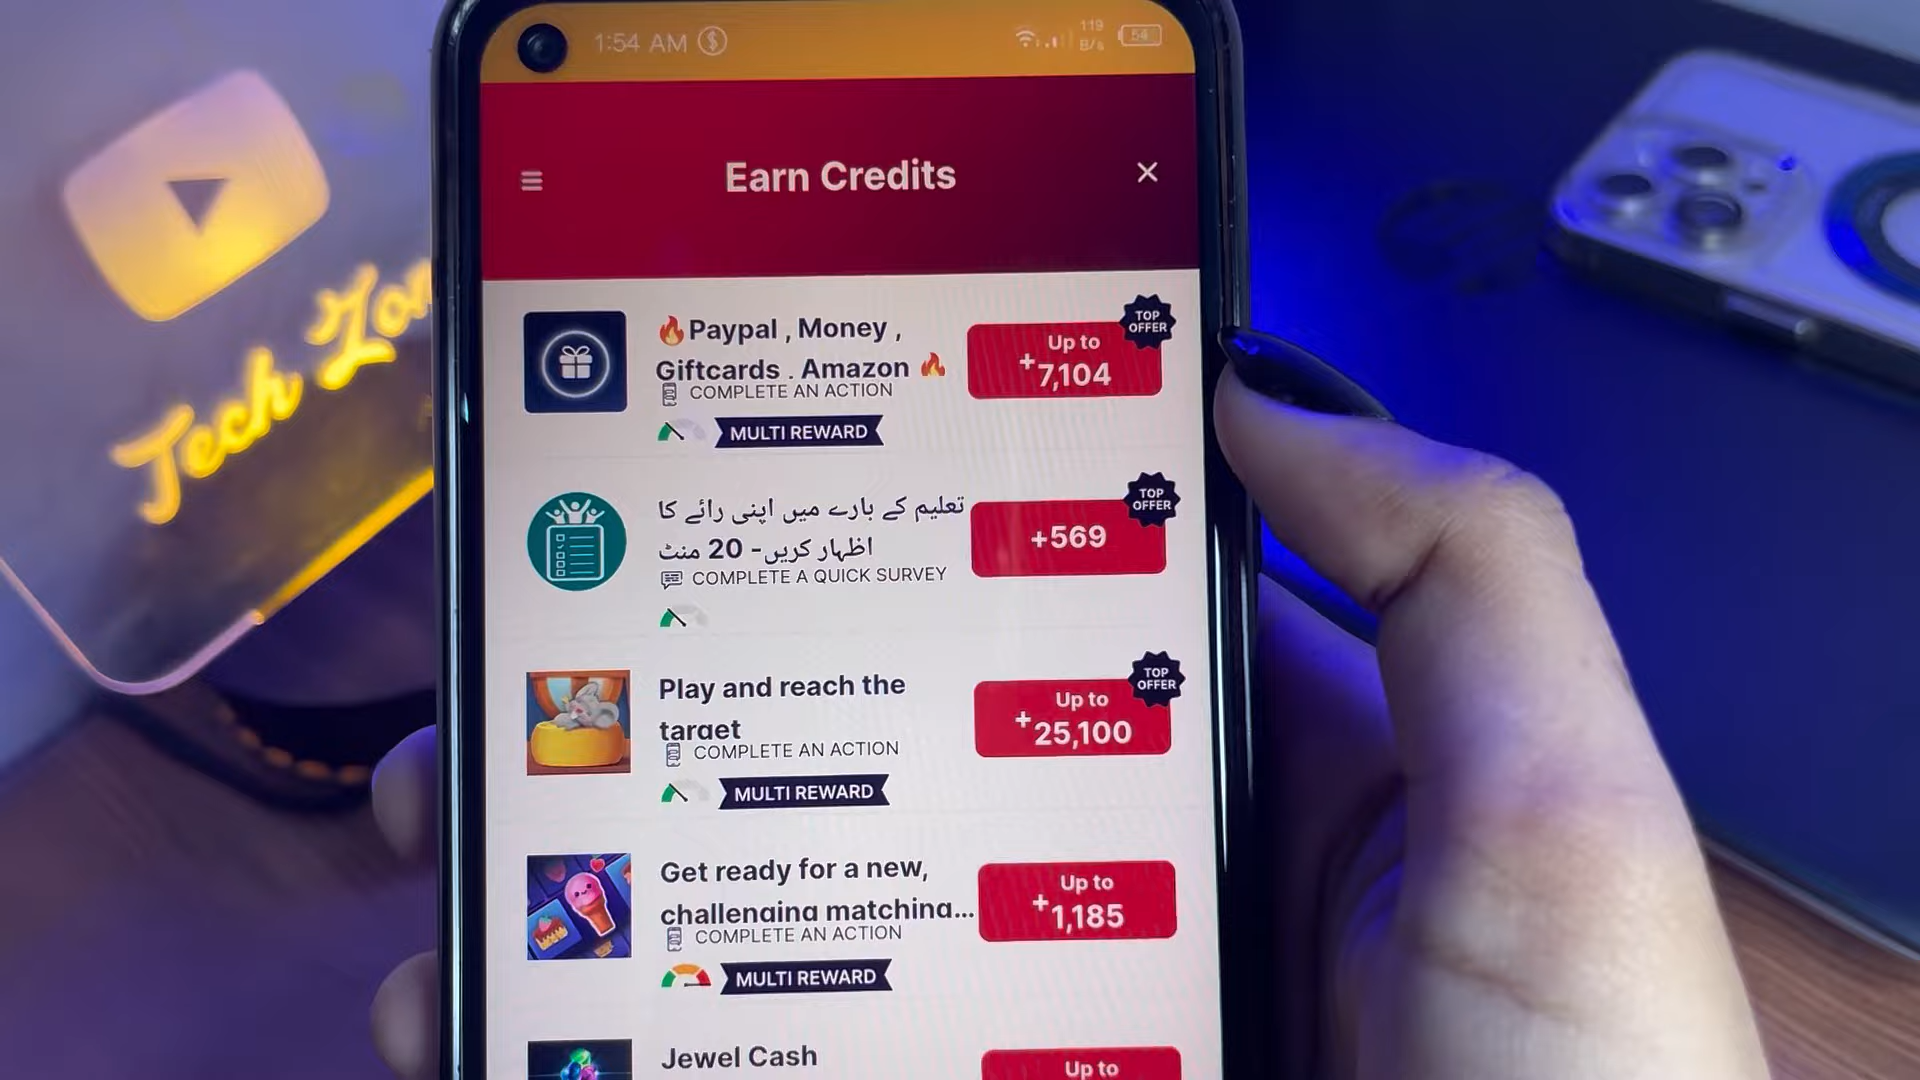 1:54 AM
119
B/s
54
Tech
Earn Credits
🔥Paypal , Money ,
Giftcards . Amazon 🔥
COMPLETE AN ACTION
MULTI REWARD
Up to
+7,104
TOP
OFFER
تعلیم کے بارے میں اپنی رائے کا
اظہار کریں- 20 منٹ
COMPLETE A QUICK SURVEY
+569
TOP
OFFER
Play and reach the
target
COMPLETE AN ACTION
MULTI REWARD
Up to
+25,100
TOP
OFFER
Get ready for a new,
challenging matching...
COMPLETE AN ACTION
MULTI REWARD
Up to
+1,185
Jewel Cash
Up to